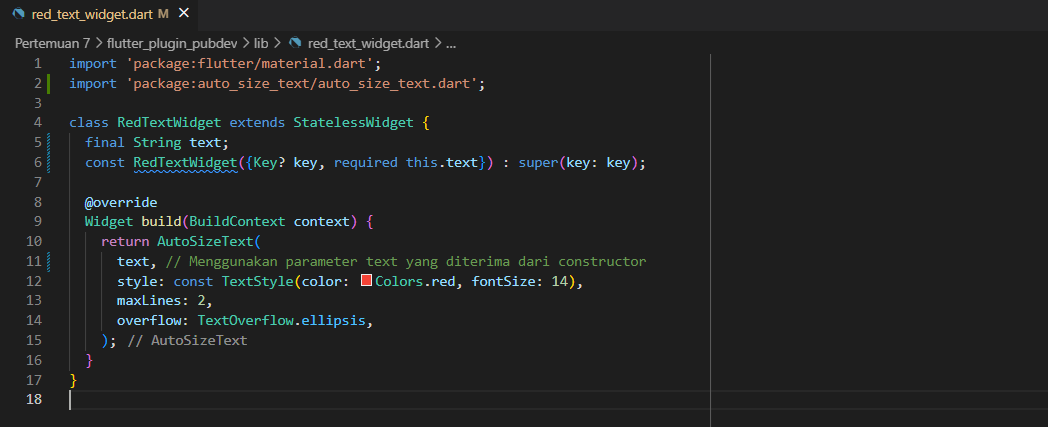 red_text_widget.dart M
Pertemuan 7 > flutter_plugin_pubdev > lib > red_text_widget.dart > ...
1 import 'package:flutter/material.dart';
2 import 'package:auto_size_text/auto_size_text.dart';
3
4 class RedTextWidget extends StatelessWidget {
5 final String text;
6 const RedTextWidget({Key? key, required this.text}) : super(key: key);
7
8 @override
9 Widget build(BuildContext context) {
10 return AutoSizeText(
11 text, // Menggunakan parameter text yang diterima dari constructor
12 style: const TextStyle(color: Colors.red, fontSize: 14),
13 maxLines: 2,
14 overflow: TextOverflow.ellipsis,
15 ); // AutoSizeText
16 }
17 }
18